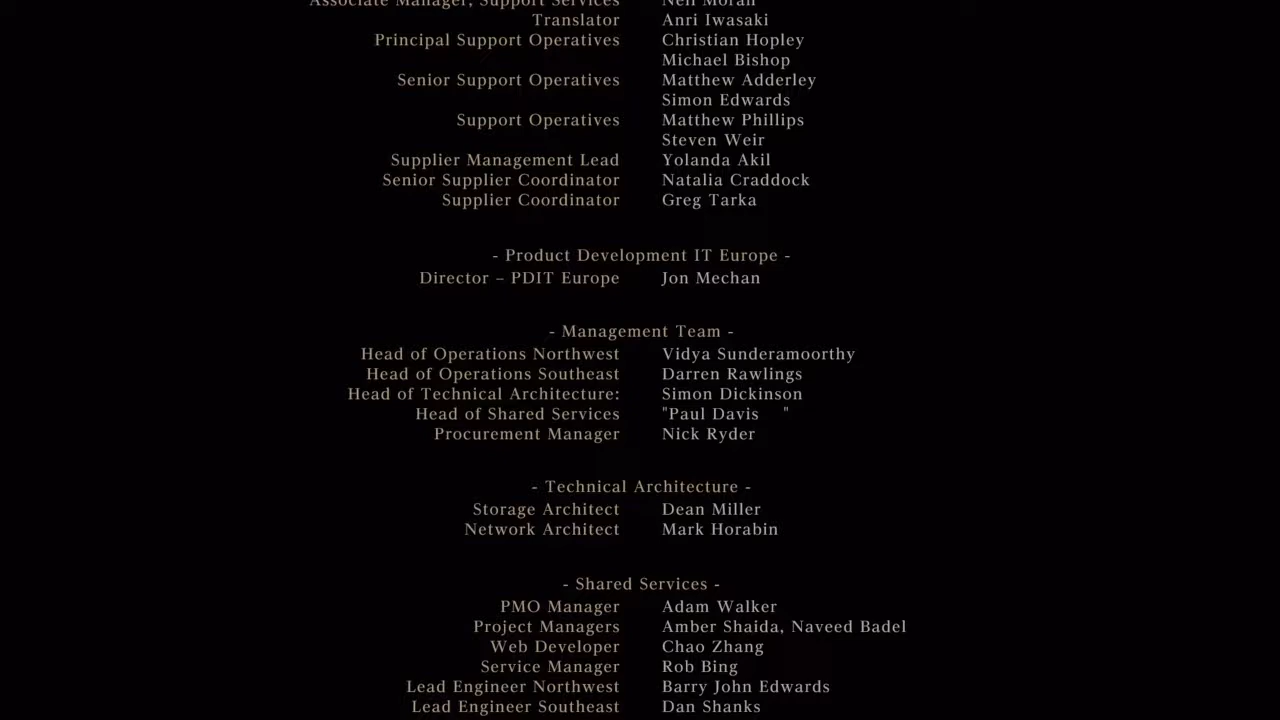 Associate Manager, Support Services Neil Moran
Translator Anri Iwasaki
Principal Support Operatives Christian Hopley
Michael Bishop
Senior Support Operatives Matthew Adderley
Simon Edwards
Support Operatives Matthew Phillips
Steven Weir
Supplier Management Lead Yolanda Akil
Senior Supplier Coordinator Natalia Craddock
Supplier Coordinator Greg Tarka
- Product Development IT Europe -
Director – PDIT Europe Jon Mechan
- Management Team -
Head of Operations Northwest Vidya Sunderamoorthy
Head of Operations Southeast Darren Rawlings
Head of Technical Architecture: Simon Dickinson
Head of Shared Services "Paul Davis "
Procurement Manager Nick Ryder
- Technical Architecture -
Storage Architect Dean Miller
Network Architect Mark Horabin
- Shared Services -
PMO Manager Adam Walker
Project Managers Amber Shaida, Naveed Badel
Web Developer Chao Zhang
Service Manager Rob Bing
Lead Engineer Northwest Barry John Edwards
Lead Engineer Southeast Dan Shanks